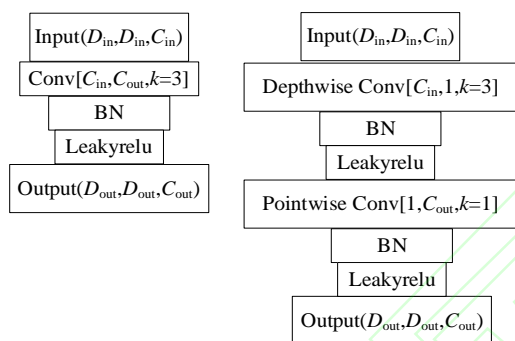 Input(Din,Din,Cin)
Conv[Cin,Cout,k=3]
BN
Leakyrelu
Output(Dout,Dout,Cout)
Input(Din,Din,Cin)
Depthwise Conv[Cin,1,k=3]
BN
Leakyrelu
Pointwise Conv[1,Cout,k=1]
BN
Leakyrelu
Output(Dout,Dout,Cout)